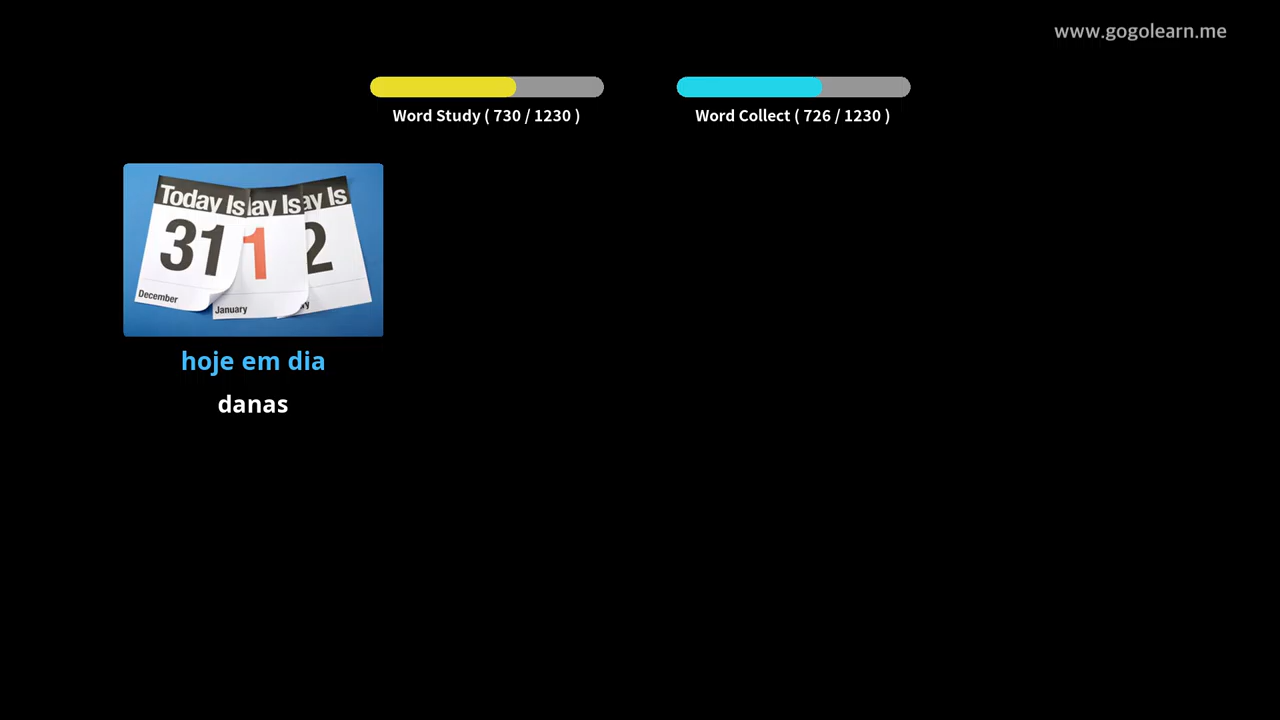 www.gogolearn.me
Word Study ( 730 / 1230 )
Word Collect ( 726 / 1230 )
Today Is
ay Is
ay Is
31
1
2
December
January
ry
hoje em dia
danas